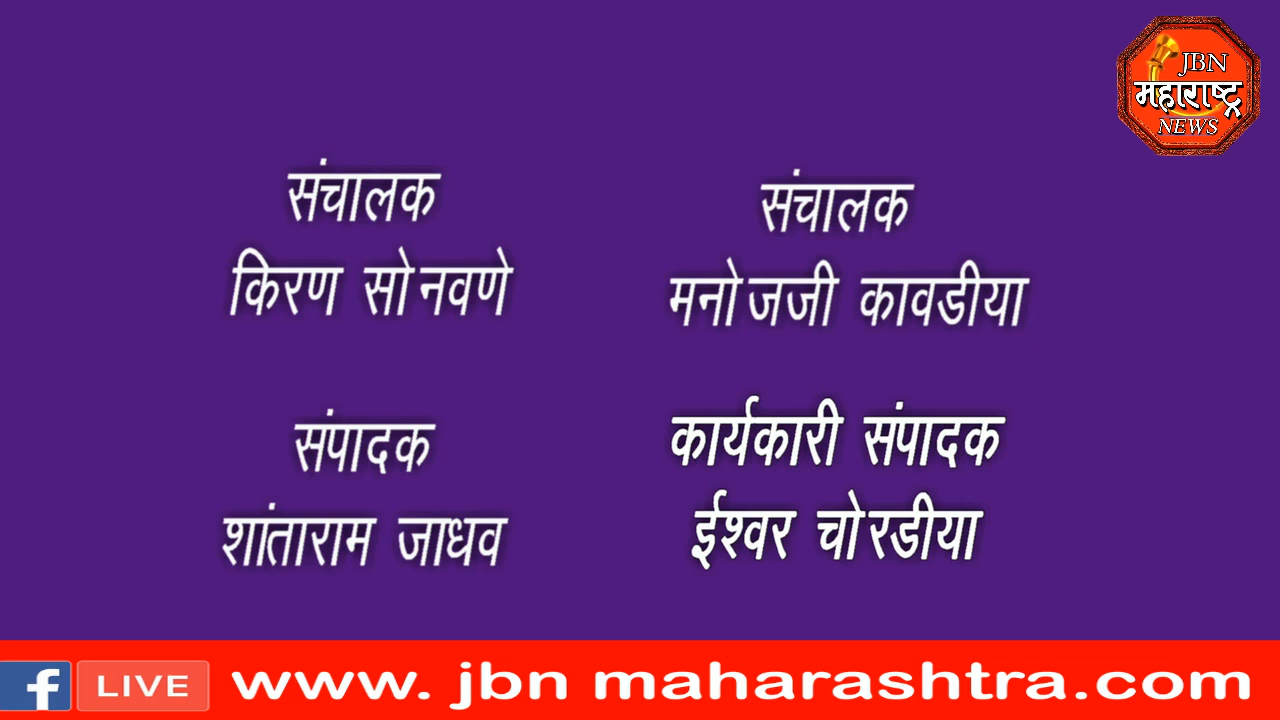 JBN
महाराष्ट्र
NEWS
संचालक
किरण सोनवणे
संचालक
मनोजजी कावडीया
संपादक
शांताराम जाधव
कार्यकारी संपादक
ईश्वर चोरडीया
f LIVE www. jbn maharashtra.com